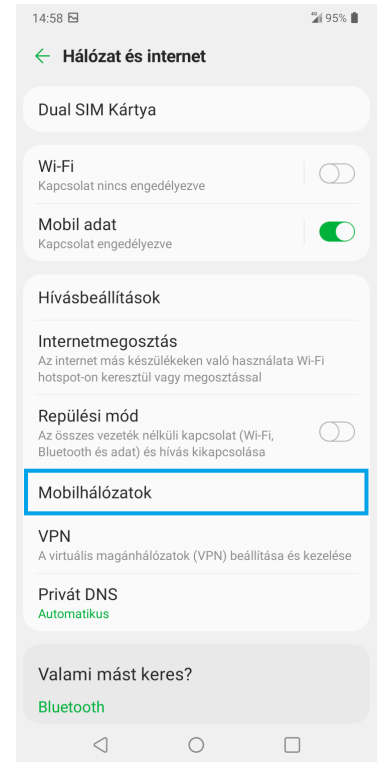 14:58 4G 95%
Hálózat és internet
Dual SIM Kártya
Wi-Fi
Kapcsolat nincs engedélyezve
Mobil adat
Kapcsolat engedélyezve
Hívásbeállítások
Internetmegosztás
Az internet más készülékeken való használata Wi-Fi
hotspot-on keresztül vagy megosztással
Repülési mód
Az összes vezeték nélküli kapcsolat (Wi-Fi,
Bluetooth és adat) és hívás kikapcsolása
Mobilhálózatok
VPN
A virtuális magánhálózatok (VPN) beállítása és kezelése
Privát DNS
Automatikus
Valami mást keres?
Bluetooth